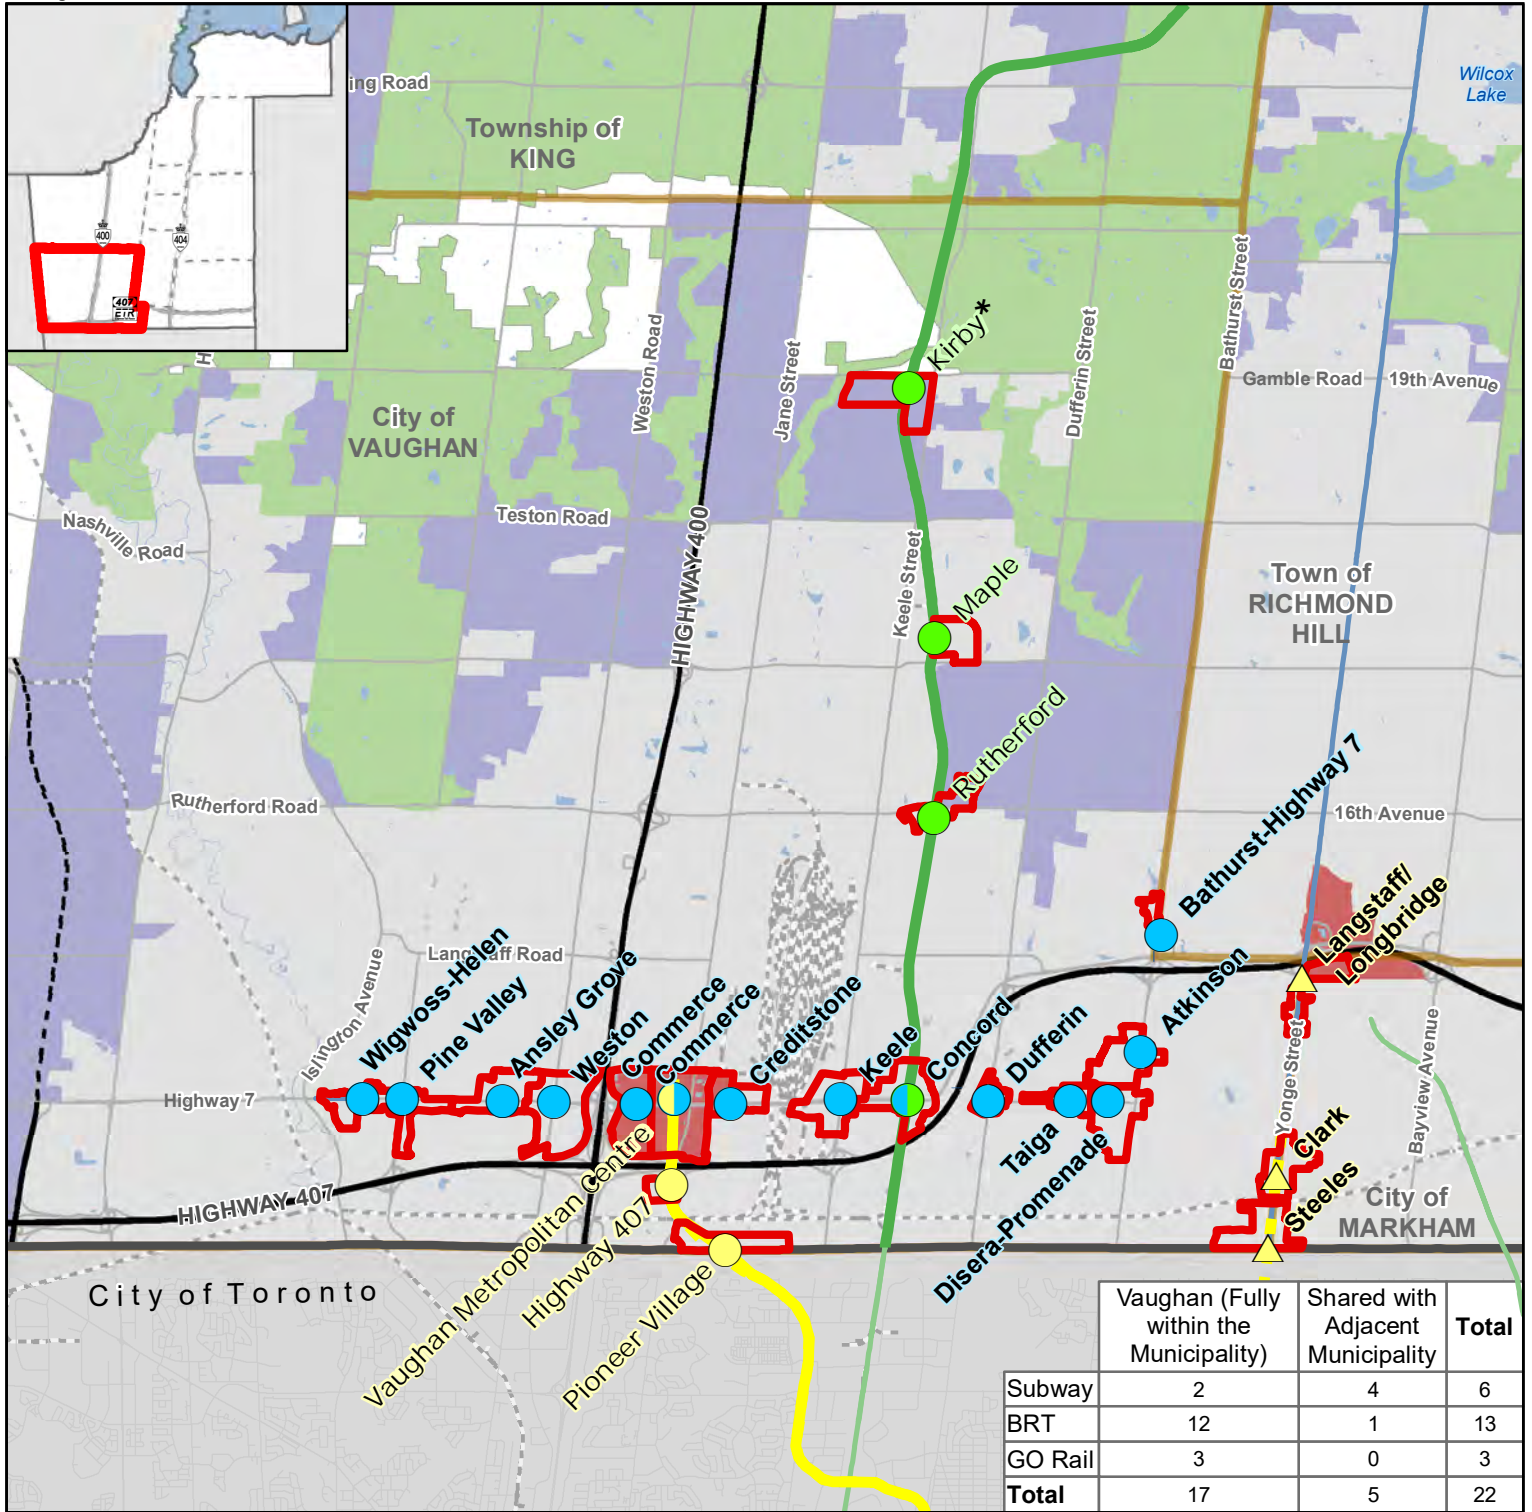 ing Road
Township of
KING
Wilcox
Lake
400
404
407
ETR
Bathurst Street
Kirby*
Weston Road
Jane Street
Dufferin Street
Gamble Road
19th Avenue
City of
VAUGHAN
Nashville Road
Teston Road
HIGHWAY 400
Keele Street
Maple
Town of
RICHMOND
HILL
Rutherford
Rutherford Road
16th Avenue
Bathurst-Highway 7
Langstaff/
Longbridge
Langstaff Road
Islington Avenue
Wigwoss-Helen
Pine Valley
Ansley Grove
Weston
Commerce
Commerce
Creditstone
Keele
Concord
Dufferin
Atkinson
Highway 7
Yonge Street
Bayview Avenue
Taiga
Disera-Promenade
Clark
Steeles
HIGHWAY 407
Vaughan Metropolitan Centre
Highway 407
Pioneer Village
City of
MARKHAM
City of Toronto
Vaughan (Fully within the Municipality) Shared with Adjacent Municipality Total
Subway 2 4 6
BRT 12 1 13
GO Rail 3 0 3
Total 17 5 22